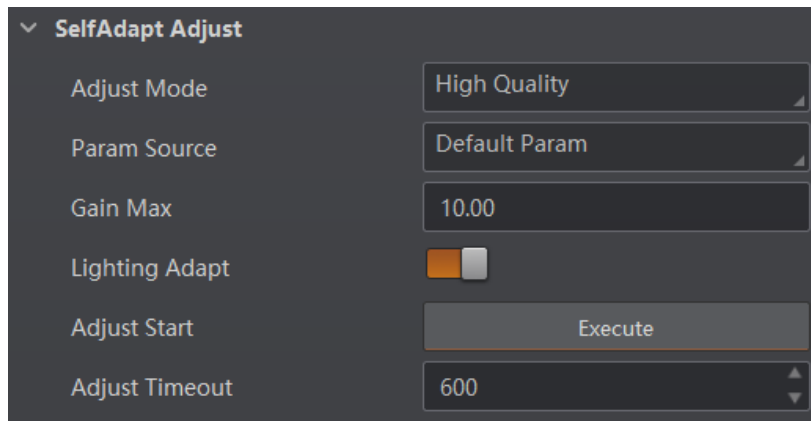 SelfAdapt Adjust
Adjust Mode High Quality
Param Source Default Param
Gain Max 10.00
Lighting Adapt
Adjust Start Execute
Adjust Timeout 600